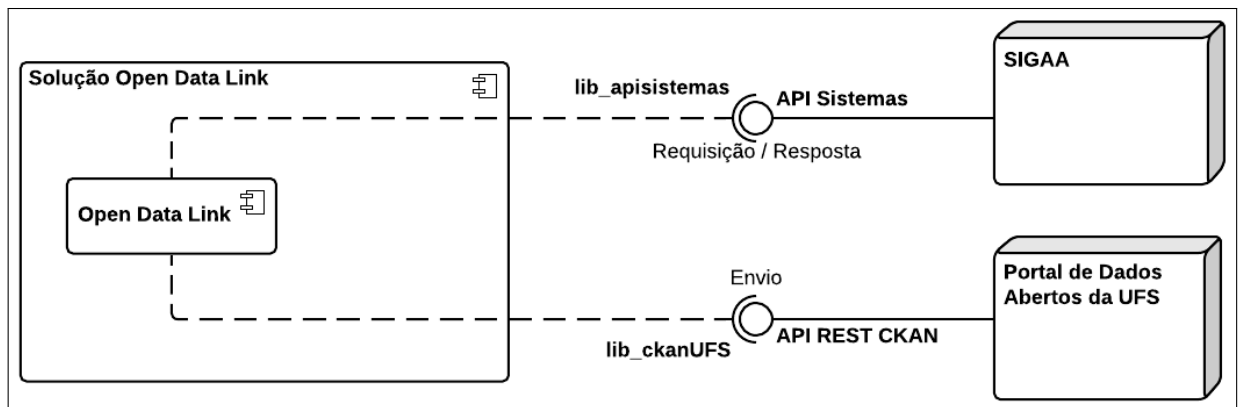 Solução Open Data Link
Open Data Link
lib_apisistemas
API Sistemas
Requisição / Resposta
SIGAA
Envio
lib_ckanUFS
API REST CKAN
Portal de Dados
Abertos da UFS